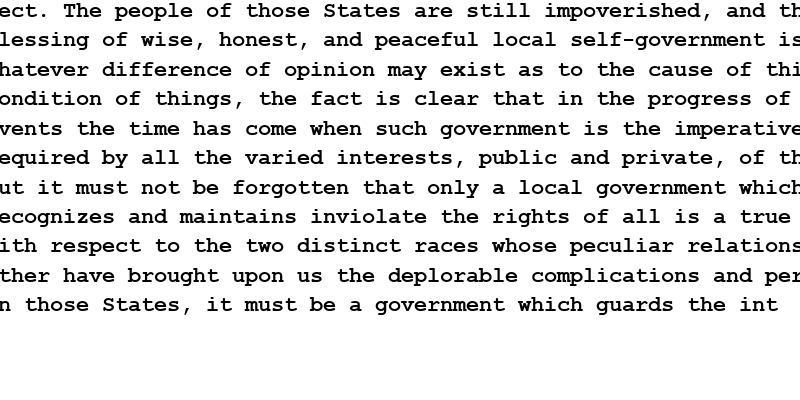 ect. The people of those States are still impoverished, and th
lessing of wise, honest, and peaceful local self-government is
hatever difference of opinion may exist as to the cause of thi
ondition of things, the fact is clear that in the progress of
vents the time has come when such government is the imperative
equired by all the varied interests, public and private, of th
ut it must not be forgotten that only a local government which
ecognizes and maintains inviolate the rights of all is a true
ith respect to the two distinct races whose peculiar relations
ther have brought upon us the deplorable complications and per
n those States, it must be a government which guards the int